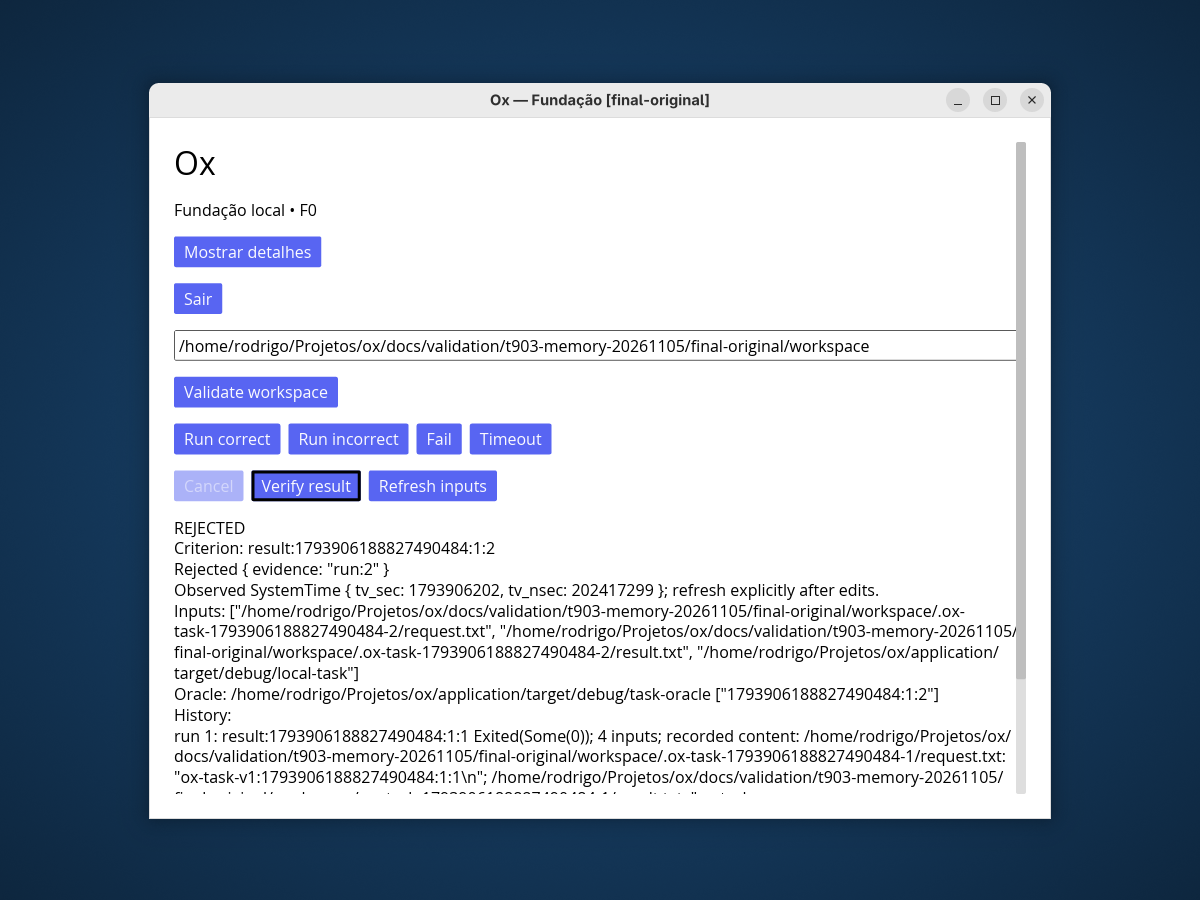 Ox — Fundação [final-original]
Ox
Fundação local • F0
Mostrar detalhes
Sair
/home/rodrigo/Projetos/ox/docs/validation/t903-memory-20261105/final-original/workspace
Validate workspace
Run correct Run incorrect Fail Timeout
Cancel Verify result Refresh inputs
REJECTED
Criterion: result:1793906188827490484:1:2
Rejected { evidence: "run:2" }
Observed SystemTime { tv_sec: 1793906202, tv_nsec: 202417299 }; refresh explicitly after edits.
Inputs: ["/home/rodrigo/Projetos/ox/docs/validation/t903-memory-20261105/final-original/workspace/.ox-
task-1793906188827490484-2/request.txt", "/home/rodrigo/Projetos/ox/docs/validation/t903-memory-20261105/
final-original/workspace/.ox-task-1793906188827490484-2/result.txt", "/home/rodrigo/Projetos/ox/application/
target/debug/local-task"]
Oracle: /home/rodrigo/Projetos/ox/application/target/debug/task-oracle ["1793906188827490484:1:2"]
History:
run 1: result:1793906188827490484:1:1 Exited(Some(0)); 4 inputs; recorded content: /home/rodrigo/Projetos/ox/
docs/validation/t903-memory-20261105/final-original/workspace/.ox-task-1793906188827490484-1/request.txt:
"ox-task-v1:1793906188827490484:1:1\n"; /home/rodrigo/Projetos/ox/docs/validation/t903-memory-20261105/